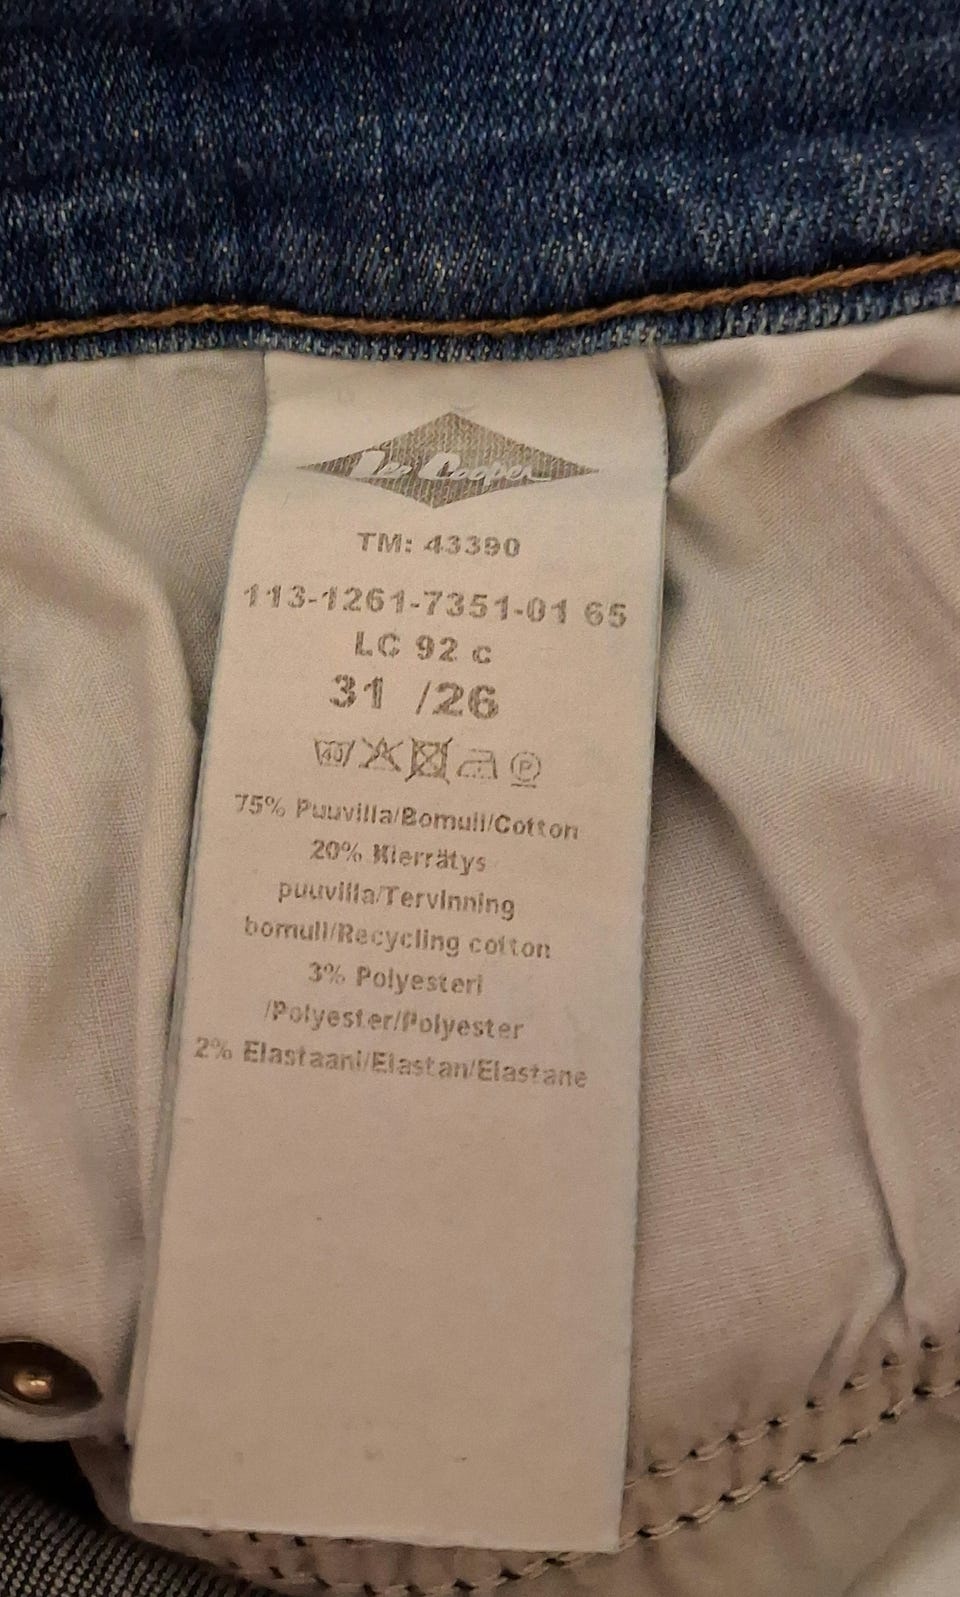 Lee Cooper
TM: 43390
113-1261-7351-01 65
LC 92 c
31 /26
40 P
75% Puuvilla/Bomull/Cotton
20% Kierrätys
puuvilla/Tervinning
bomull/Recycling cotton
3% Polyesteri
/Polyester/Polyester
2% Elastaani/Elastan/Elastane